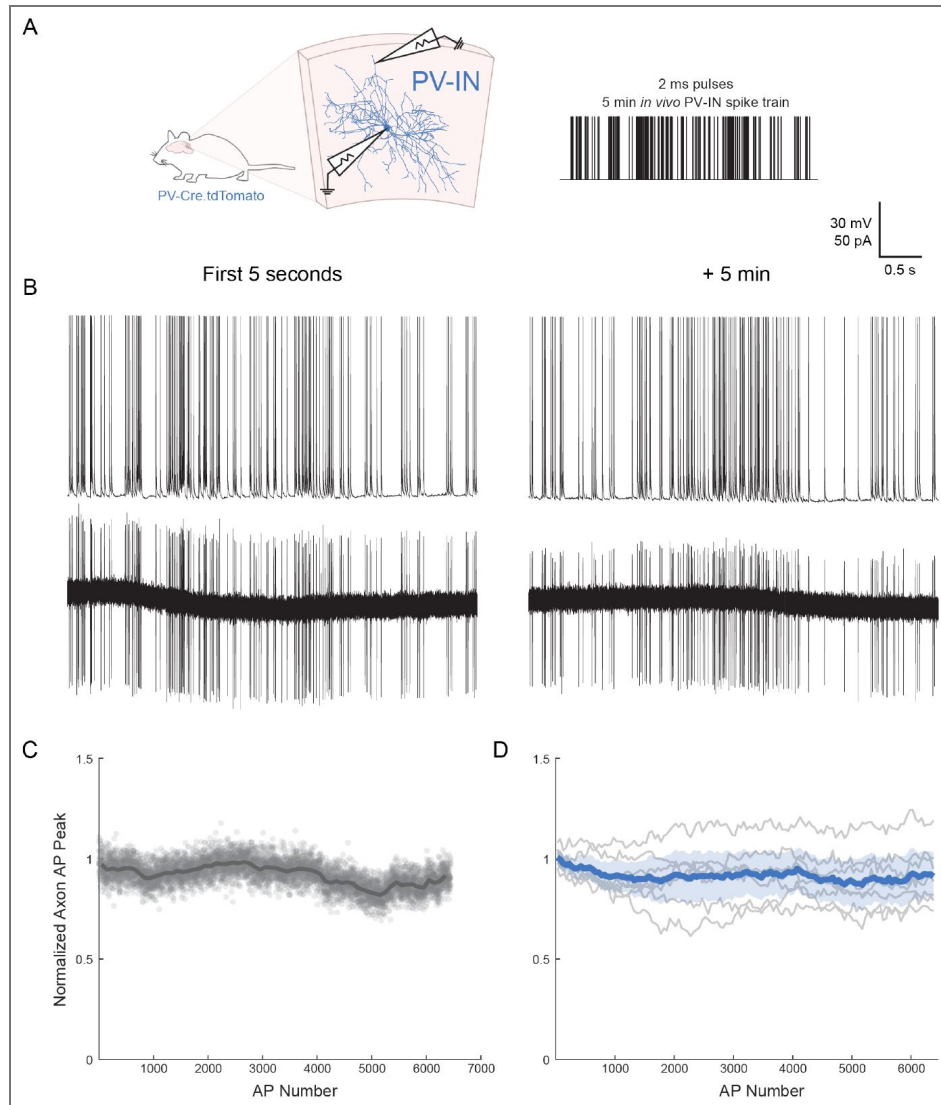 A
PV-IN
PV-Cre.tdTomato
2 ms pulses
5 min in vivo PV-IN spike train
30 mV
50 pA
0.5 s
First 5 seconds
+ 5 min
B
C
Normalized Axon AP Peak
1.5
1
0.5
0
1000 2000 3000 4000 5000 6000 7000
AP Number
D
1.5
1
0.5
0
1000 2000 3000 4000 5000 6000
AP Number